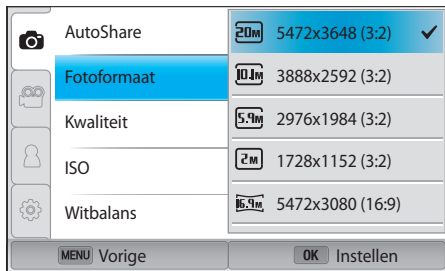 AutoShare
Fotoformaat
Kwaliteit
ISO
Witbalans
20M 5472x3648 (3:2)
10.1M 3888x2592 (3:2)
5.9M 2976x1984 (3:2)
2M 1728x1152 (3:2)
16.9M 5472x3080 (16:9)
MENU Vorige
OK Instellen